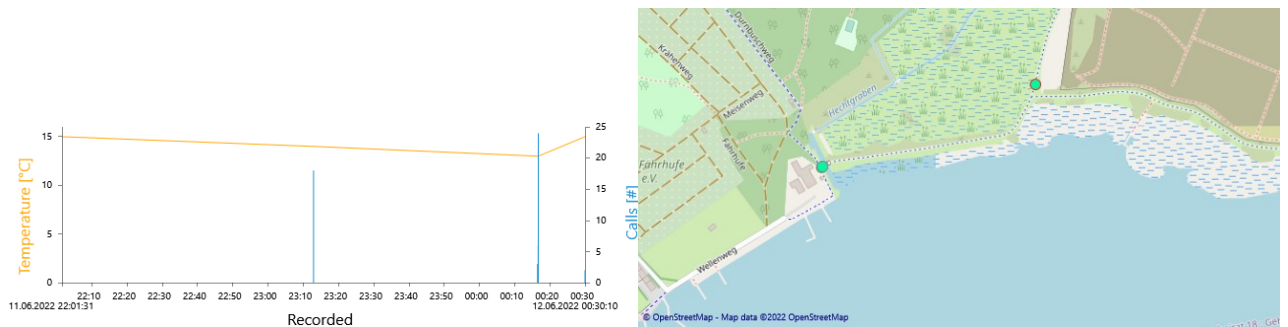 Temperature [°C]
15
10
5
0
25
20
15
10
5
0
Calls [#]
22:10 22:20 22:30 22:40 22:50 23:00 23:10 23:20 23:30 23:40 23:50 00:00 00:10 00:20 00:30
11.06.2022 22:01:31
12.06.2022 00:30:10
Recorded
Dürnbuschweg
Krähenweg
Meisenweg
Hechtgraben
Fahrhufe
Fährhufe
e.V.
Wellenweg
© OpenStreetMap - Map data ©2022 OpenStreetMap